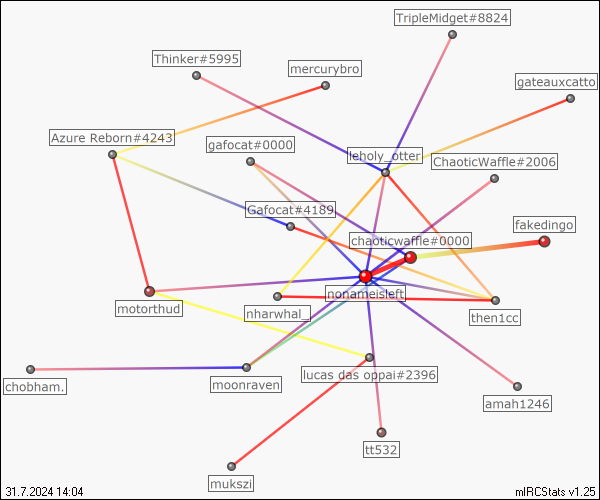 TripleMidget#8824
Thinker#5995
mercurybro
gateauxcatto
Azure Reborn#4243
gafocat#0000
leholy_otter
ChaoticWaffle#2006
Gafocat#4189
fakedingo
chaoticwaffle#0000
nonameisleft
motorthud
nharwhal_
then1cc
lucas das oppai#2396
chobham.
moonraven
amah1246
tt532
mukszi
31.7.2024 14:04
mIRCStats v1.25